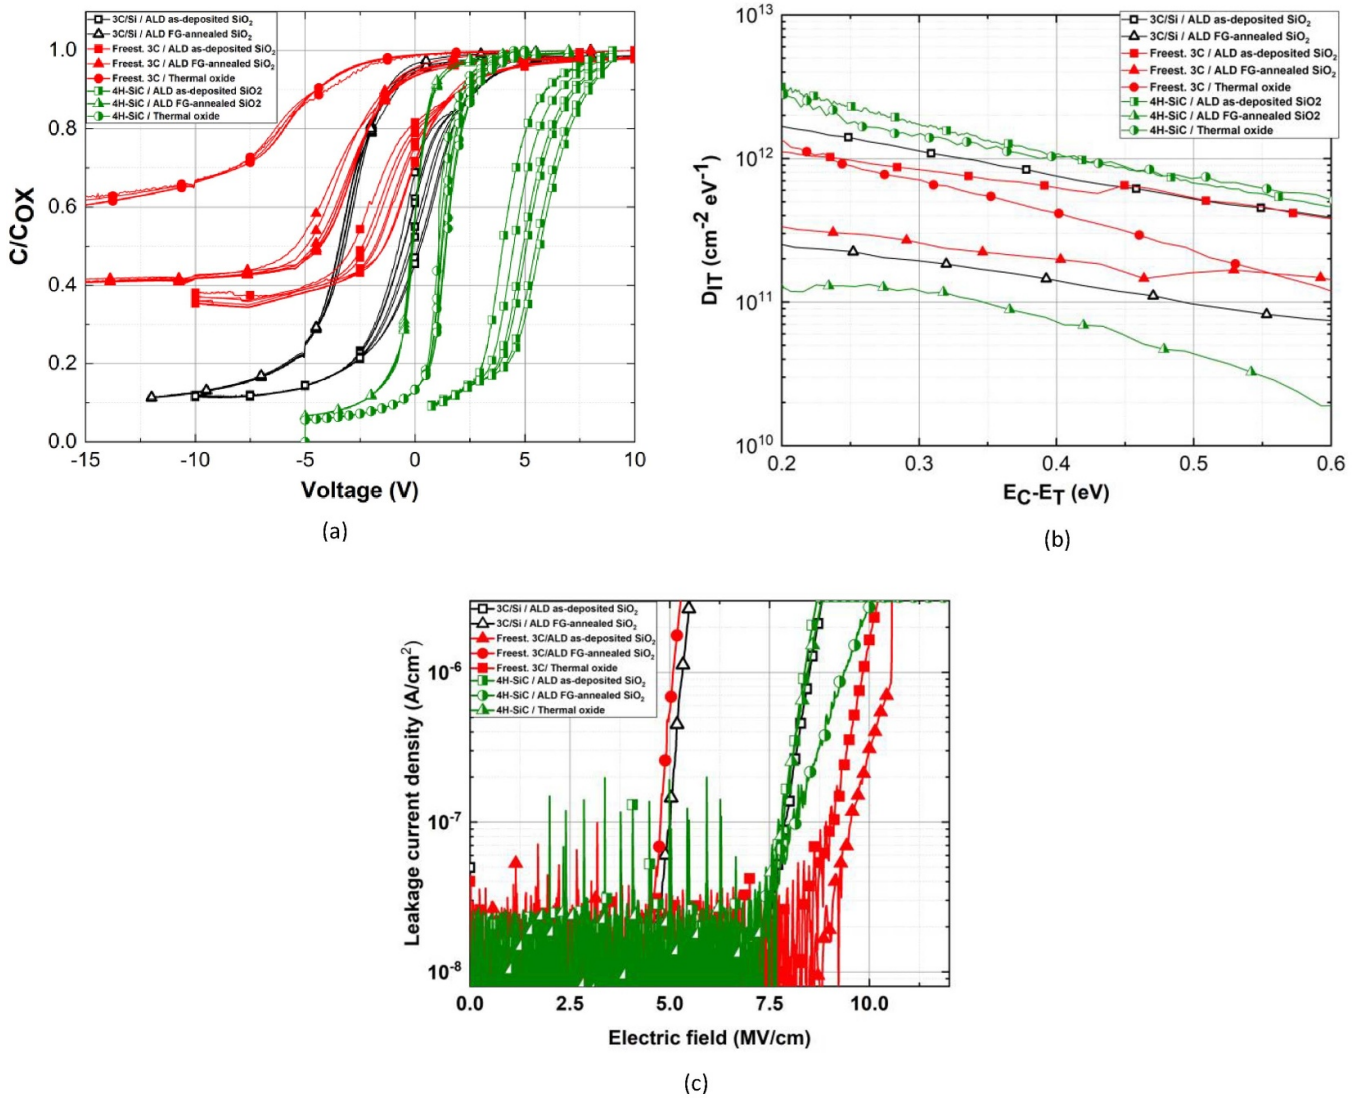 3C/Si / ALD as-deposited SiO₂
3C/Si / ALD FG-annealed SiO₂
Freest. 3C / ALD as-deposited SiO₂
Freest. 3C / ALD FG-annealed SiO₂
Freest. 3C / Thermal oxide
4H-SiC / ALD as-deposited SiO2
4H-SiC / ALD FG-annealed SiO2
4H-SiC / Thermal oxide
1.0
0.8
0.6
0.4
0.2
0.0
C/COX
-15
-10
-5
0
5
10
Voltage (V)
(a)
3C/Si / ALD as-deposited SiO₂
3C/Si / ALD FG-annealed SiO₂
Freest. 3C / ALD as-deposited SiO₂
Freest. 3C / ALD FG-annealed SiO₂
Freest. 3C / Thermal oxide
4H-SiC / ALD as-deposited SiO2
4H-SiC / ALD FG-annealed SiO2
4H-SiC / Thermal oxide
10¹³
10¹²
10¹¹
10¹⁰
DIT (cm⁻² eV⁻¹)
0.2
0.3
0.4
0.5
0.6
EC-ET (eV)
(b)
3C/Si / ALD as-deposited SiO₂
3C/Si / ALD FG-annealed SiO₂
Freest. 3C/ALD as-deposited SiO₂
Freest. 3C/ALD FG-annealed SiO₂
Freest. 3C/ Thermal oxide
4H-SiC / ALD as-deposited SiO₂
4H-SiC / ALD FG-annealed SiO₂
4H-SiC / Thermal oxide
10⁻⁶
10⁻⁷
10⁻⁸
Leakage current density (A/cm²)
0.0
2.5
5.0
7.5
10.0
Electric field (MV/cm)
(c)